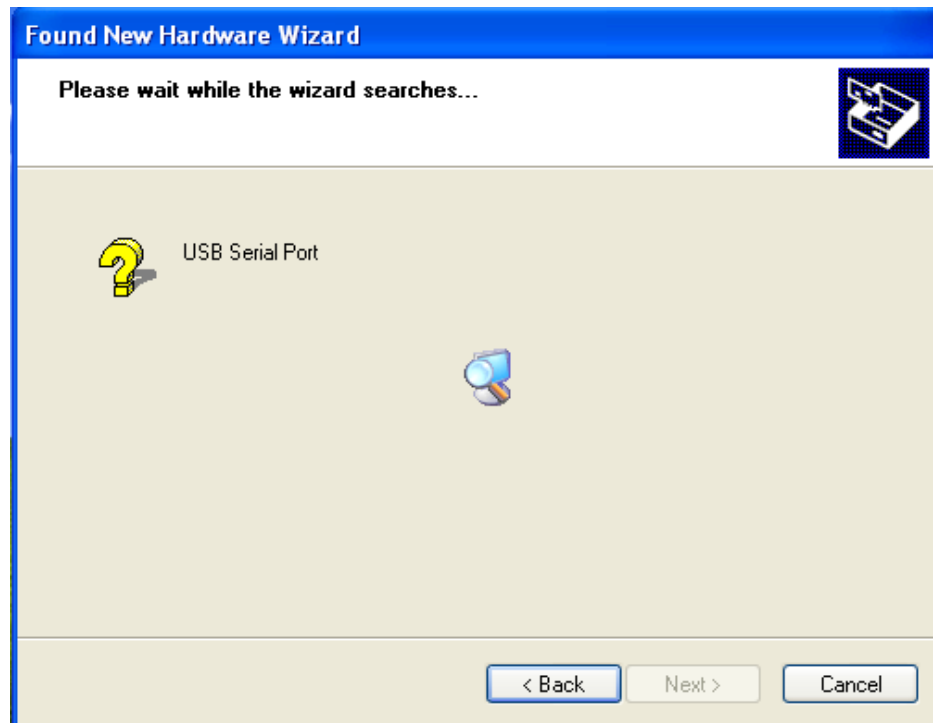 Found New Hardware Wizard
Please wait while the wizard searches...
USB Serial Port
< Back
Next >
Cancel